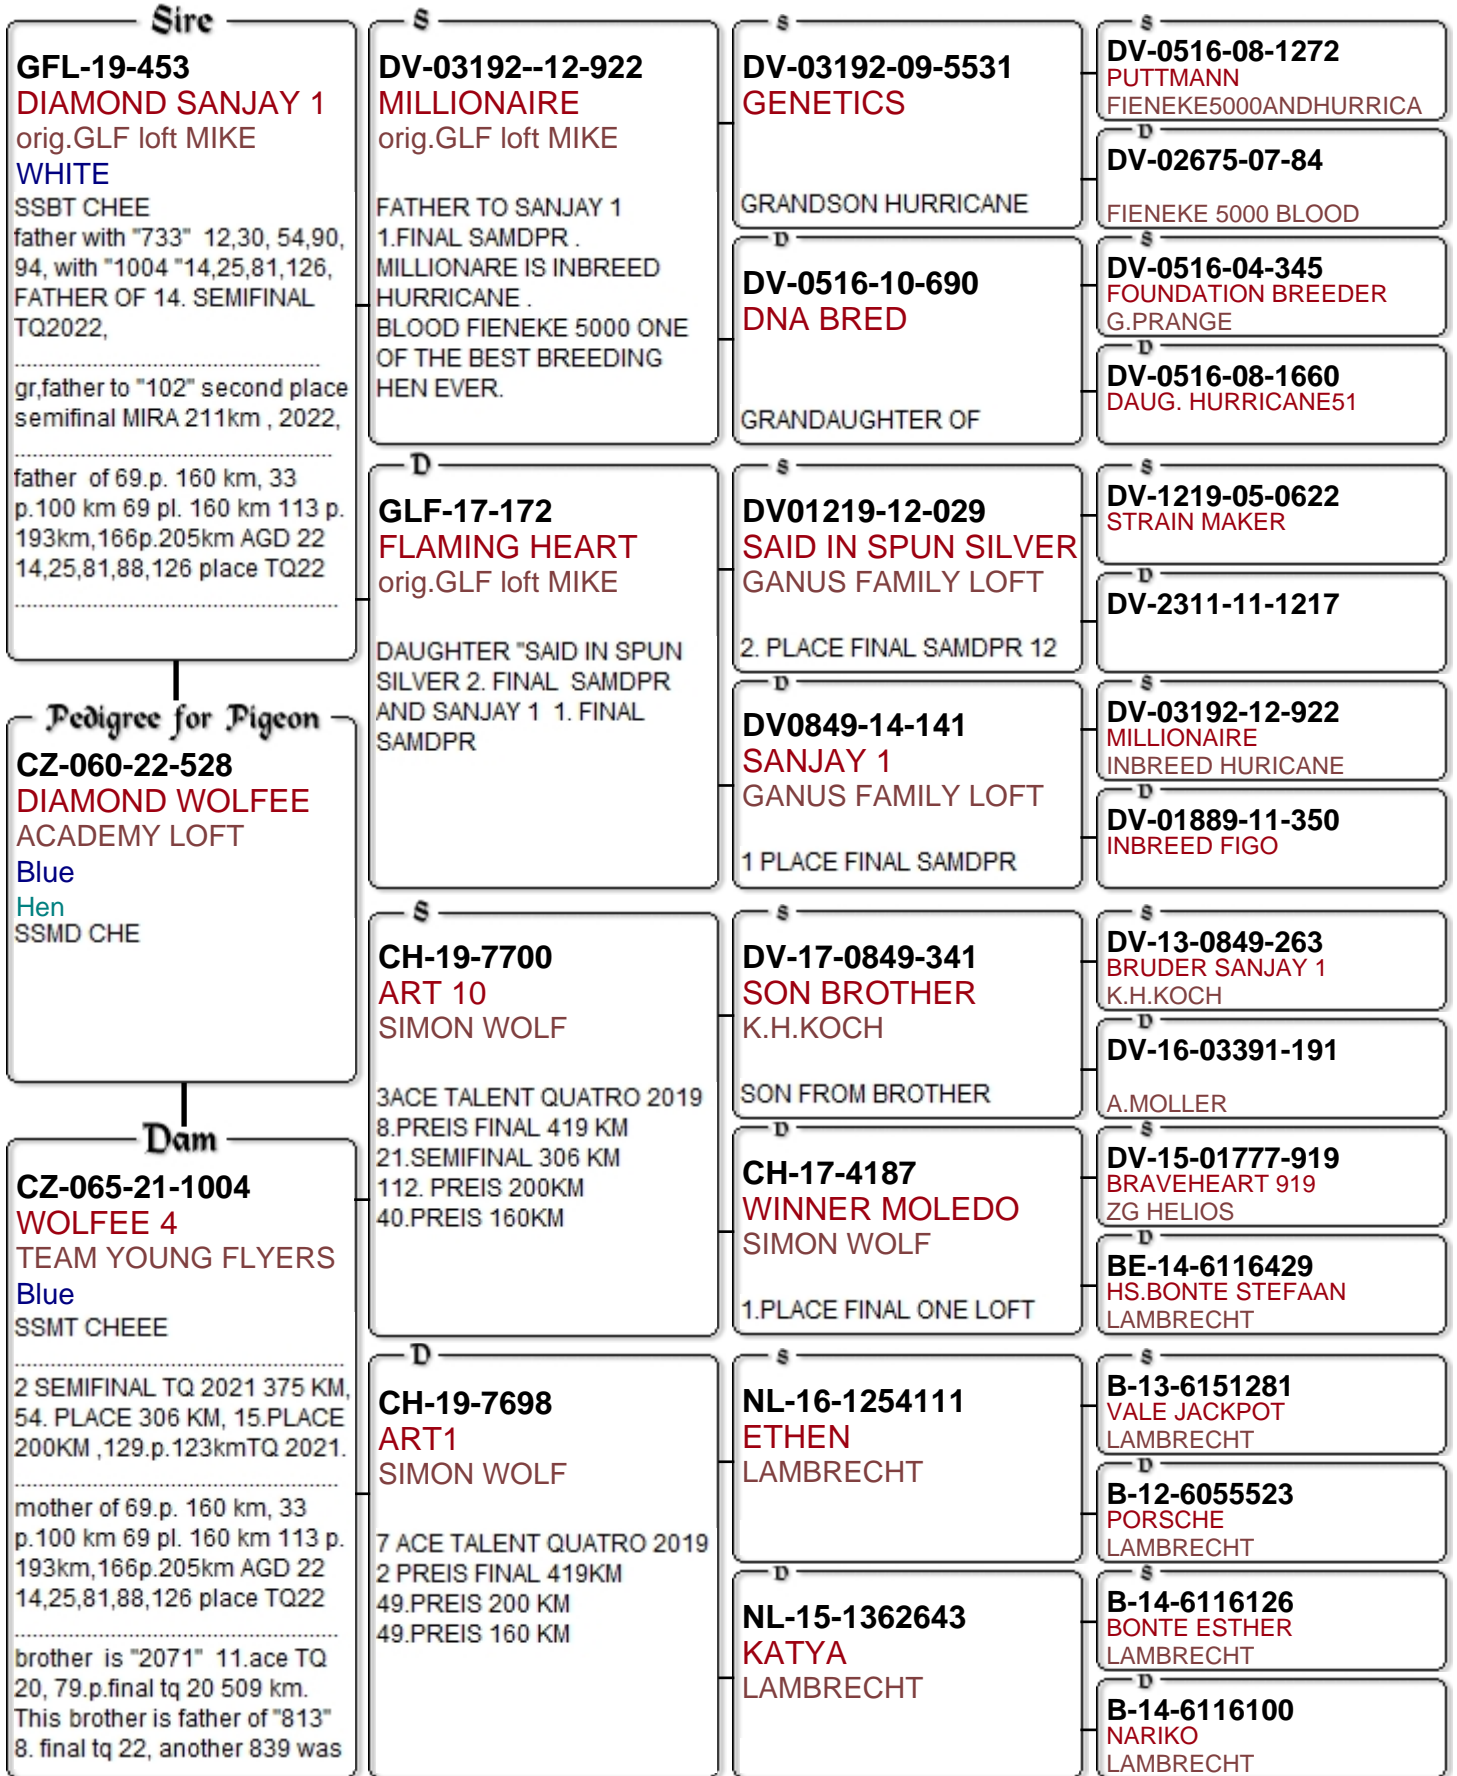 Sire
GFL-19-453
DIAMOND SANJAY 1
orig.GLF loft MIKE
WHITE
SSBT CHEE
father with "733"  12,30, 54,90,
94, with "1004 "14,25,81,126,
FATHER OF 14. SEMIFINAL
TQ2022,
gr,father to "102" second place
semifinal MIRA 211km , 2022,
father  of 69.p. 160 km, 33
p.100 km 69 pl. 160 km 113 p.
193km,166p.205km AGD 22
14,25,81,88,126 place TQ22
Pedigree for Pigeon
CZ-060-22-528
DIAMOND WOLFEE
ACADEMY LOFT
Blue
Hen
SSMD CHE
Dam
CZ-065-21-1004
WOLFEE 4
TEAM YOUNG FLYERS
Blue
SSMT CHEEE
2 SEMIFINAL TQ 2021 375 KM,
54. PLACE 306 KM, 15.PLACE
200KM ,129.p.123kmTQ 2021.
mother of 69.p. 160 km, 33
p.100 km 69 pl. 160 km 113 p.
193km,166p.205km AGD 22
14,25,81,88,126 place TQ22
brother  is "2071"  11.ace TQ
20, 79.p.final tq 20 509 km.
This brother is father of "813"
8. final tq 22, another 839 was
S
DV-03192--12-922
MILLIONAIRE
orig.GLF loft MIKE
FATHER TO SANJAY 1
1.FINAL SAMDPR .
MILLIONARE IS INBREED
HURRICANE .
BLOOD FIENEKE 5000 ONE
OF THE BEST BREEDING
HEN EVER.
D
GLF-17-172
FLAMING HEART
orig.GLF loft MIKE
DAUGHTER "SAID IN SPUN
SILVER 2. FINAL  SAMDPR
AND SANJAY 1  1. FINAL
SAMDPR
S
CH-19-7700
ART 10
SIMON WOLF
3ACE TALENT QUATRO 2019
8.PREIS FINAL 419 KM
21.SEMIFINAL 306 KM
112. PREIS 200KM
40.PREIS 160KM
D
CH-19-7698
ART1
SIMON WOLF
7 ACE TALENT QUATRO 2019
2 PREIS FINAL 419KM
49.PREIS 200 KM
49.PREIS 160 KM
S
DV-03192-09-5531
GENETICS
GRANDSON HURRICANE
D
DV-0516-10-690
DNA BRED
GRANDAUGHTER OF
S
DV01219-12-029
SAID IN SPUN SILVER
GANUS FAMILY LOFT
2. PLACE FINAL SAMDPR 12
D
DV0849-14-141
SANJAY 1
GANUS FAMILY LOFT
1 PLACE FINAL SAMDPR
S
DV-17-0849-341
SON BROTHER
K.H.KOCH
SON FROM BROTHER
D
CH-17-4187
WINNER MOLEDO
SIMON WOLF
1.PLACE FINAL ONE LOFT
S
NL-16-1254111
ETHEN
LAMBRECHT
D
NL-15-1362643
KATYA
LAMBRECHT
S
DV-0516-08-1272
PUTTMANN
FIENEKE5000ANDHURRICA
D
DV-02675-07-84
FIENEKE 5000 BLOOD
S
DV-0516-04-345
FOUNDATION BREEDER
G.PRANGE
D
DV-0516-08-1660
DAUG. HURRICANE51
S
DV-1219-05-0622
STRAIN MAKER
D
DV-2311-11-1217
S
DV-03192-12-922
MILLIONAIRE
INBREED HURICANE
D
DV-01889-11-350
INBREED FIGO
S
DV-13-0849-263
BRUDER SANJAY 1
K.H.KOCH
D
DV-16-03391-191
A.MOLLER
S
DV-15-01777-919
BRAVEHEART 919
ZG HELIOS
D
BE-14-6116429
HS.BONTE STEFAAN
LAMBRECHT
S
B-13-6151281
VALE JACKPOT
LAMBRECHT
D
B-12-6055523
PORSCHE
LAMBRECHT
S
B-14-6116126
BONTE ESTHER
LAMBRECHT
D
B-14-6116100
NARIKO
LAMBRECHT